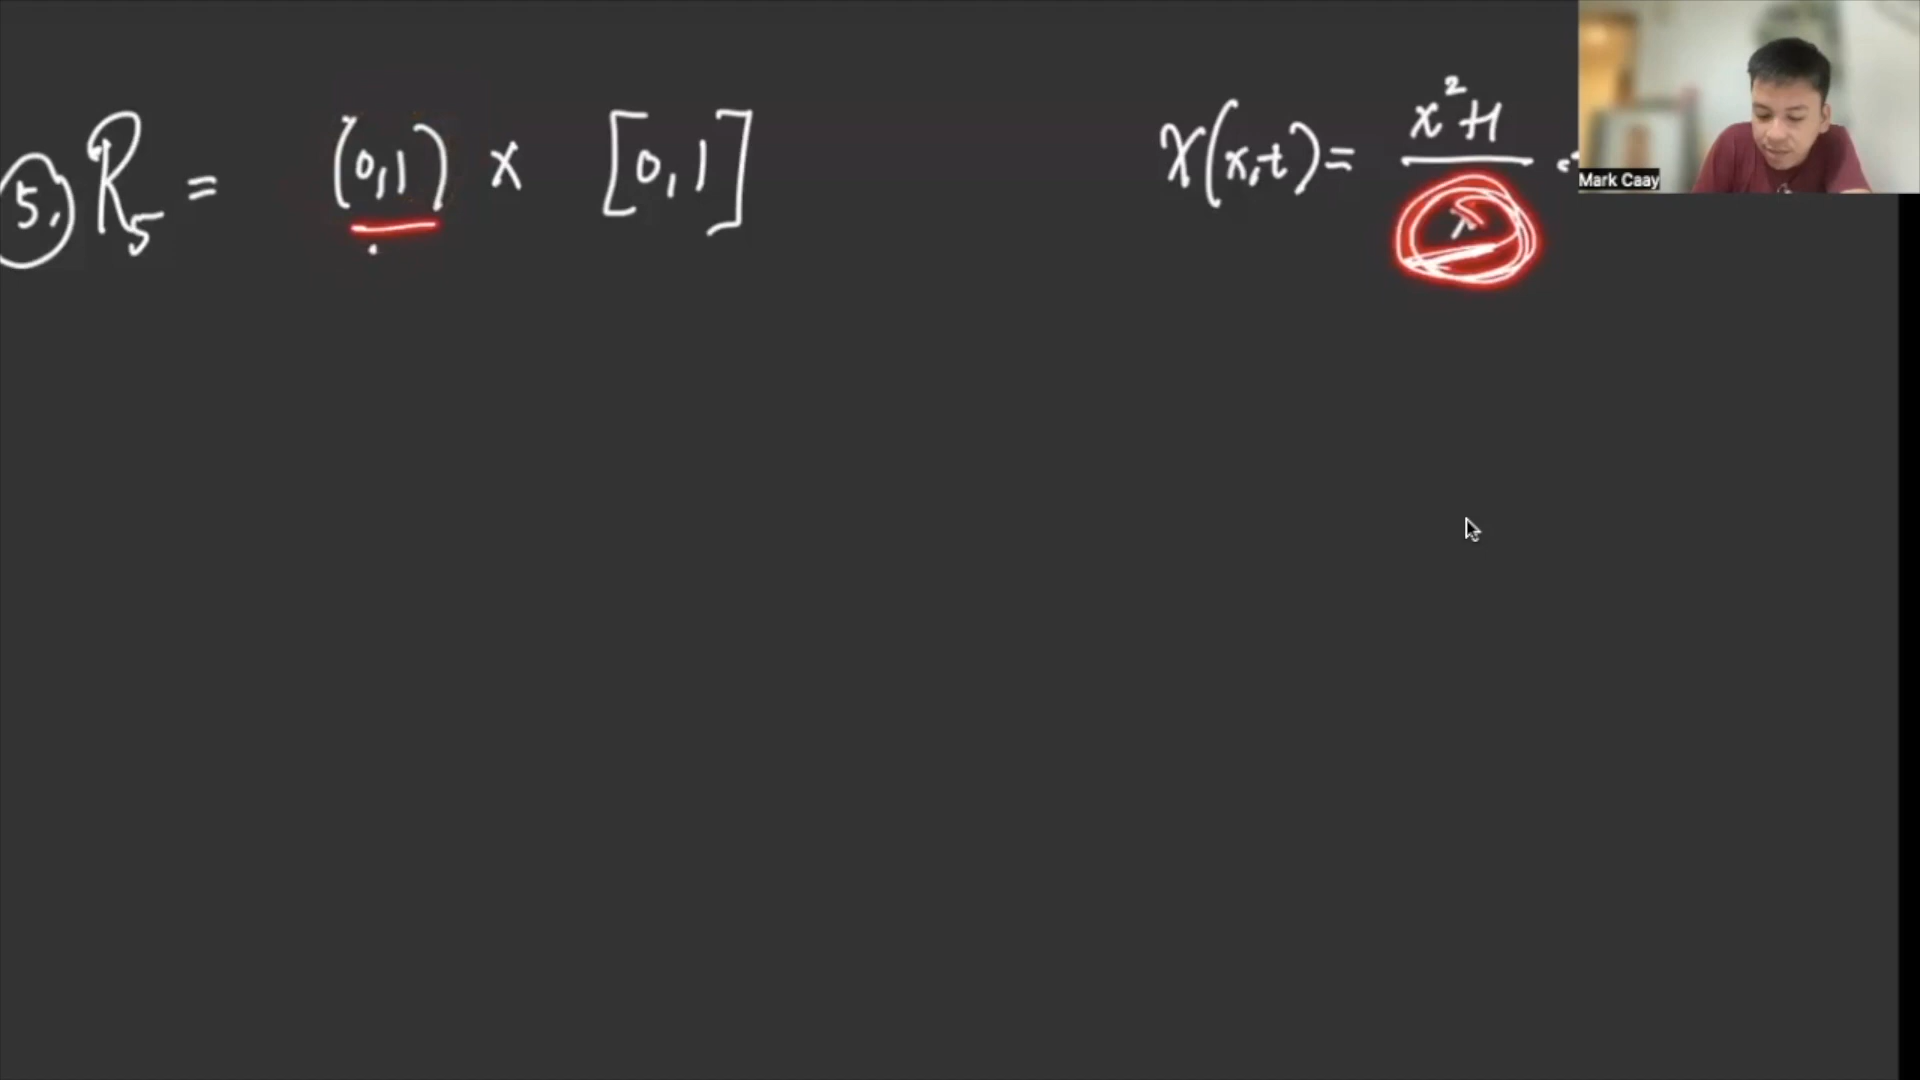 5.) R₅ = (0,1) x [0,1]
X(x,t) = x²+1 / x
Mark Caay